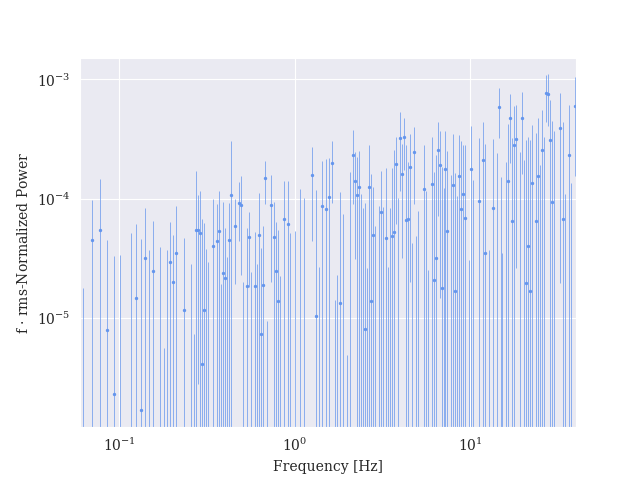 10⁻³
10⁻⁴
10⁻⁵
f · rms-Normalized Power
10⁻¹ 10⁰ 10¹
Frequency [Hz]